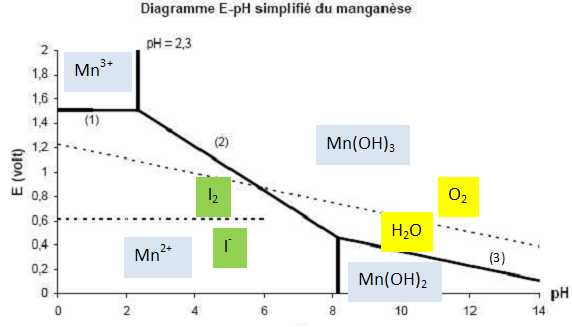 Diagramme E-pH simplifié du manganèse
pH = 2,3
E (volt)
2
1,8
1,6
1,4
1,2
1
0,8
0,6
0,4
0,2
0
Mn³⁺
(1)
(2)
Mn(OH)₃
I₂
O₂
H₂O
I⁻
Mn²⁺
(3)
Mn(OH)₂
0 2 4 6 8 10 12 14 pH